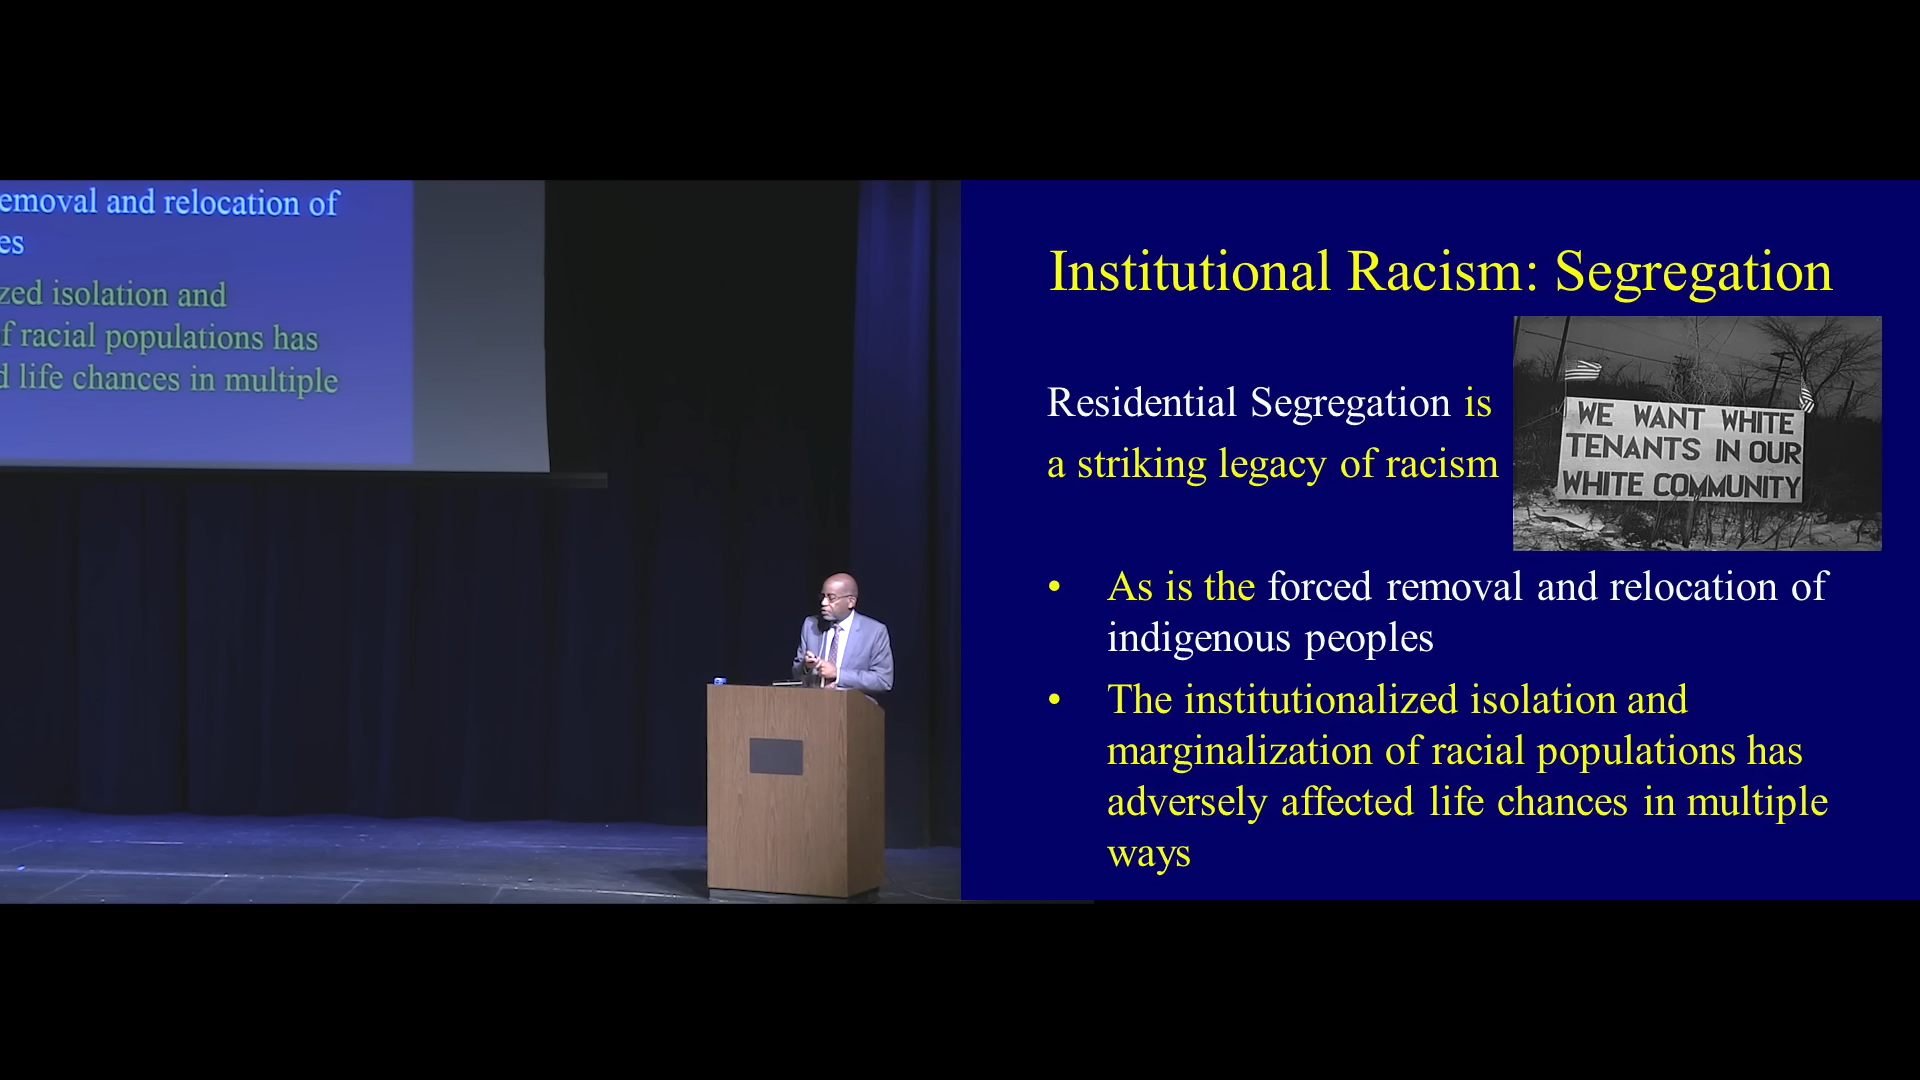 emoval and relocation of
es
zed isolation and
f racial populations has
d life chances in multiple
Institutional Racism: Segregation
Residential Segregation is
a striking legacy of racism
WE WANT WHITE
TENANTS IN OUR
WHITE COMMUNITY
• As is the forced removal and relocation of
indigenous peoples
• The institutionalized isolation and
marginalization of racial populations has
adversely affected life chances in multiple
ways